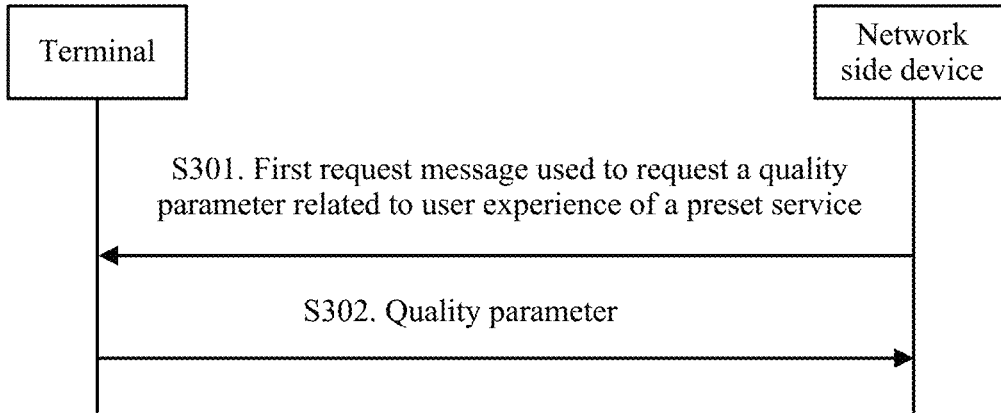 Terminal
Network
side device
S301. First request message used to request a quality
parameter related to user experience of a preset service
S302. Quality parameter